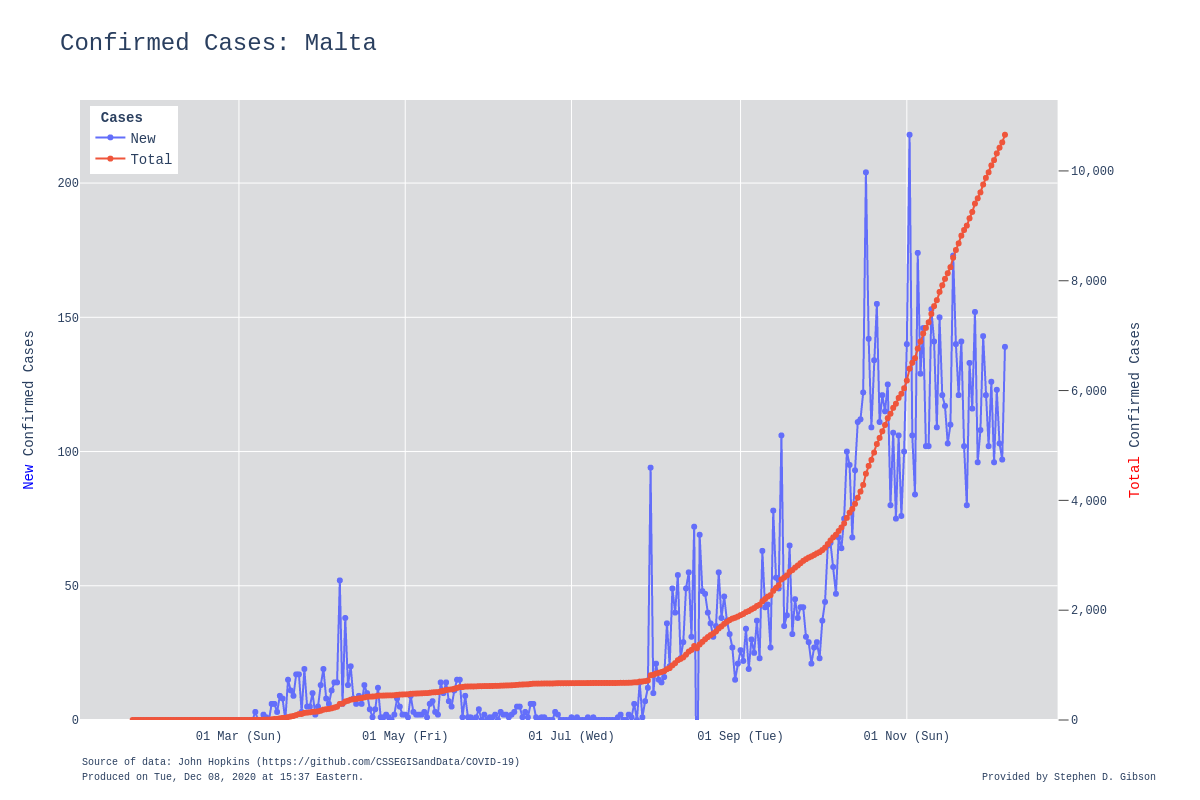 Confirmed Cases: Malta
Cases
New
Total
200
150
100
50
0
10,000
8,000
6,000
4,000
2,000
0
New Confirmed Cases
Total Confirmed Cases
01 Mar (Sun)
01 May (Fri)
01 Jul (Wed)
01 Sep (Tue)
01 Nov (Sun)
Source of data: John Hopkins (https://github.com/CSSEGISandData/COVID-19)
Produced on Tue, Dec 08, 2020 at 15:37 Eastern.
Provided by Stephen D. Gibson